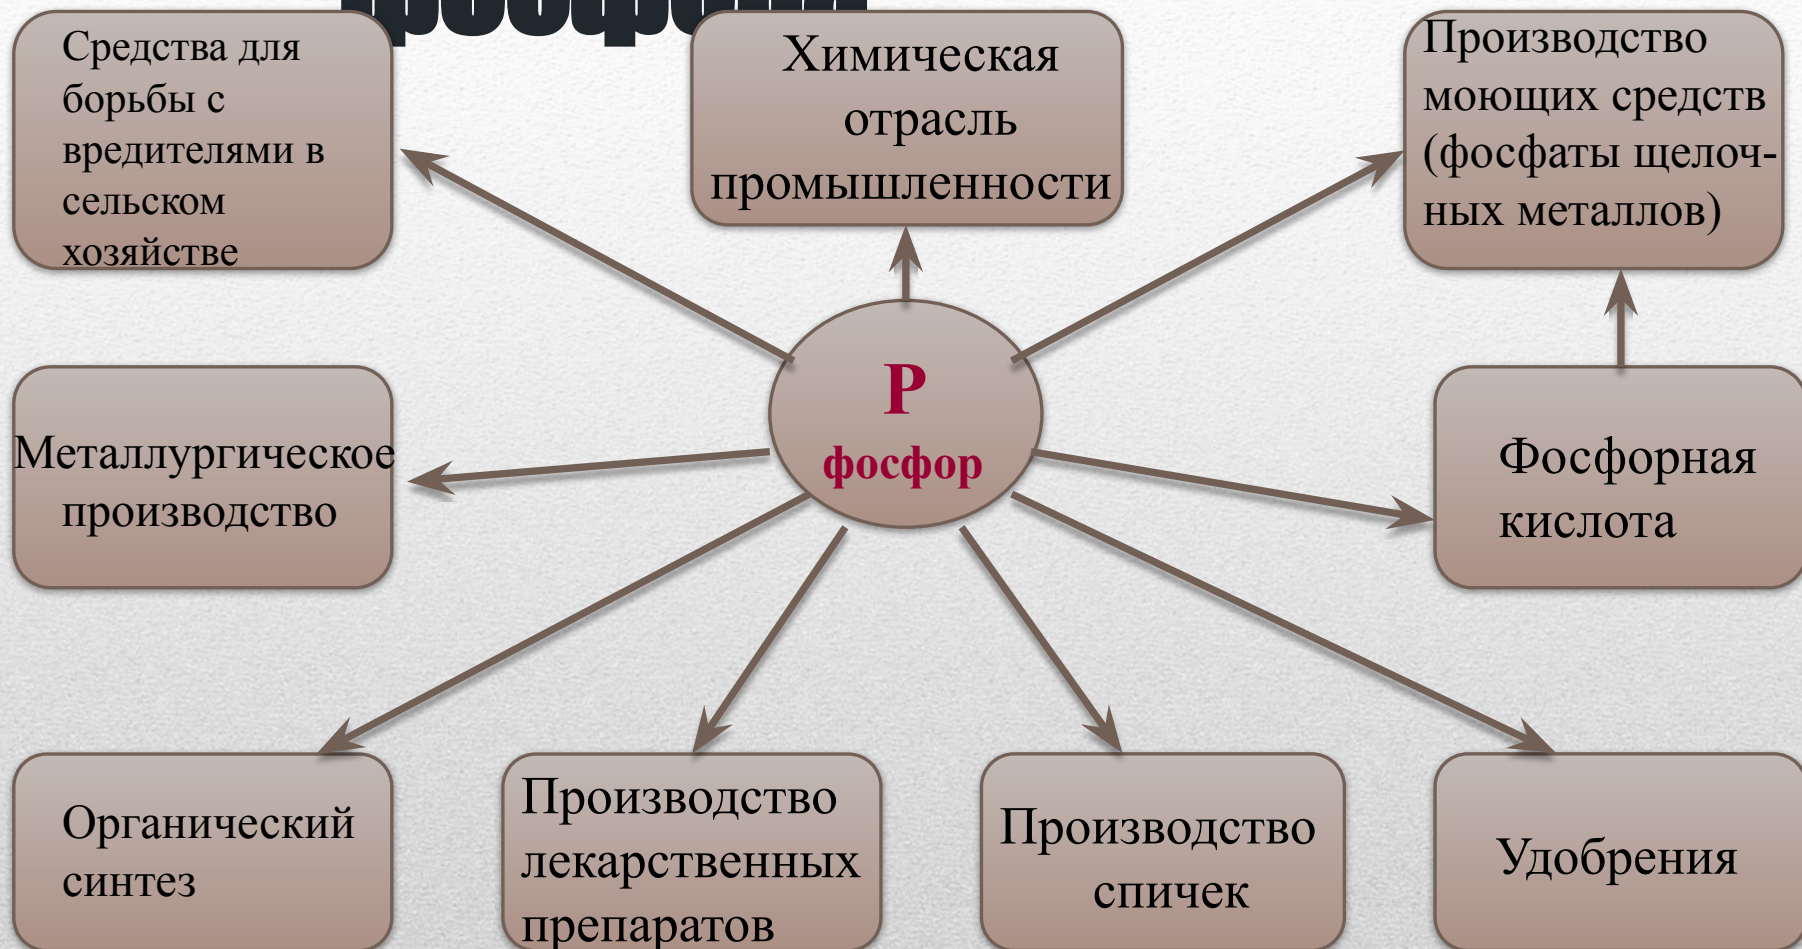 Средства для
борьбы с
вредителями в
сельском
хозяйстве
Химическая
отрасль
промышленности
Производство
моющих средств
(фосфаты щелоч-
ных металлов)
Р
фосфор
Металлургическое
производство
Фосфорная
кислота
Органический
синтез
Производство
лекарственных
препаратов
Производство
спичек
Удобрения